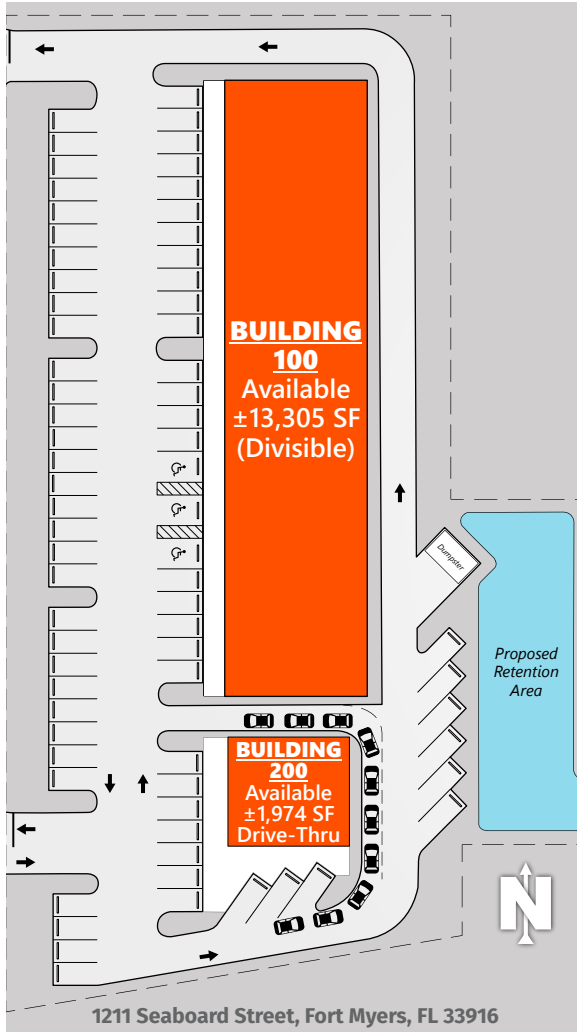 BUILDING
100
Available
±13,305 SF
(Divisible)
Dumpster
Proposed
Retention
Area
BUILDING
200
Available
±1,974 SF
Drive-Thru
N
1211 Seaboard Street, Fort Myers, FL 33916